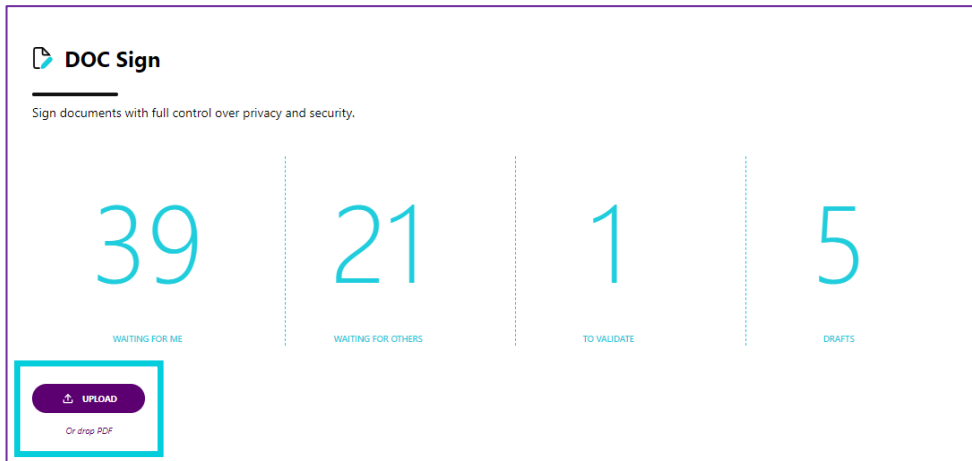 DOC Sign
Sign documents with full control over privacy and security.
39
21
1
5
WAITING FOR ME
WAITING FOR OTHERS
TO VALIDATE
DRAFTS
UPLOAD
Or drop PDF